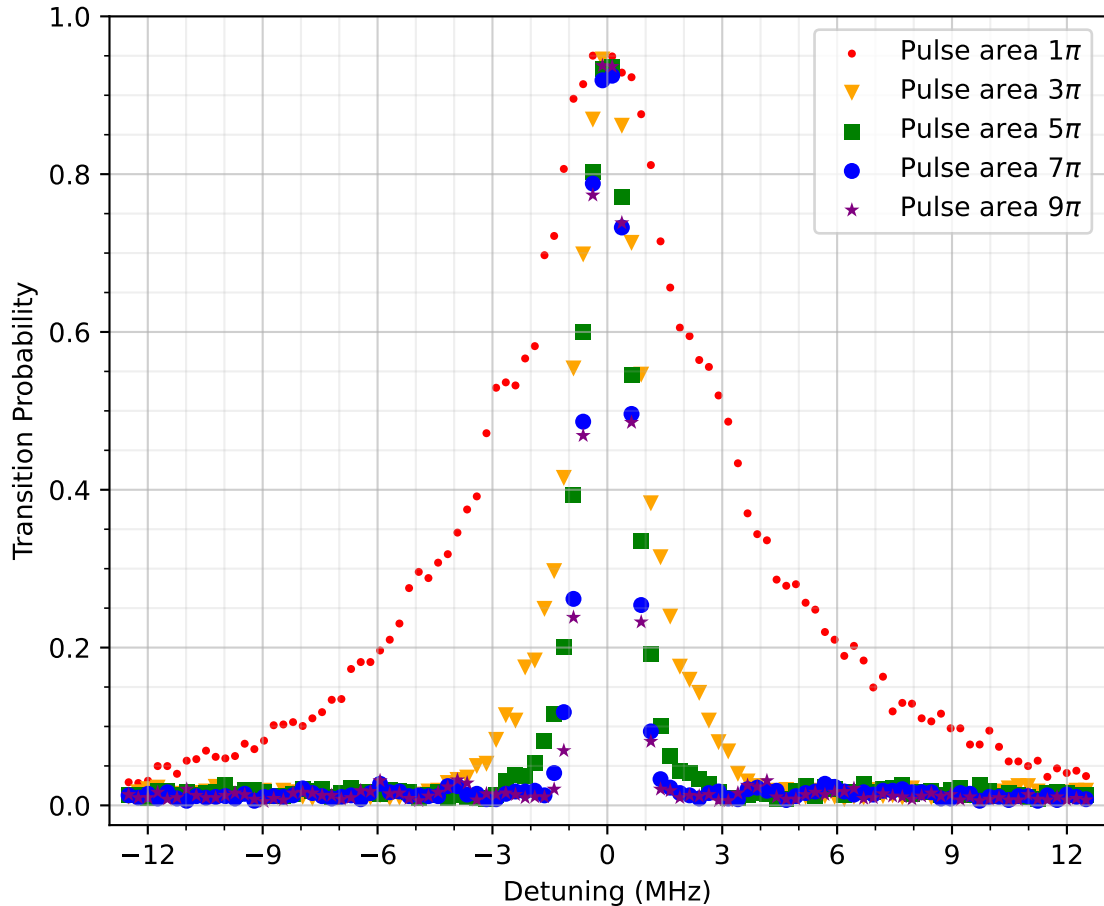 1.0
0.8
0.6
0.4
0.2
0.0
Transition Probability
Pulse area 1π
Pulse area 3π
Pulse area 5π
Pulse area 7π
Pulse area 9π
−12 −9 −6 −3 0 3 6 9 12
Detuning (MHz)